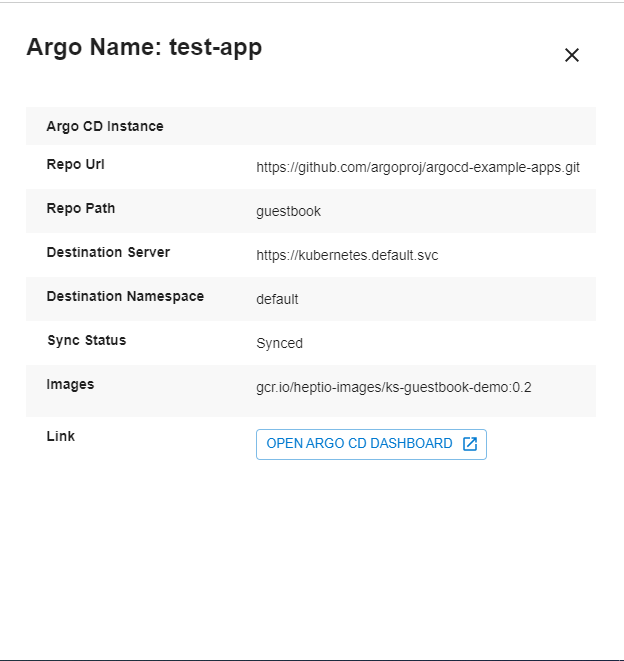 Argo Name: test-app
Argo CD Instance
Repo Url https://github.com/argoproj/argocd-example-apps.git
Repo Path guestbook
Destination Server https://kubernetes.default.svc
Destination Namespace default
Sync Status Synced
Images gcr.io/heptio-images/ks-guestbook-demo:0.2
Link OPEN ARGO CD DASHBOARD